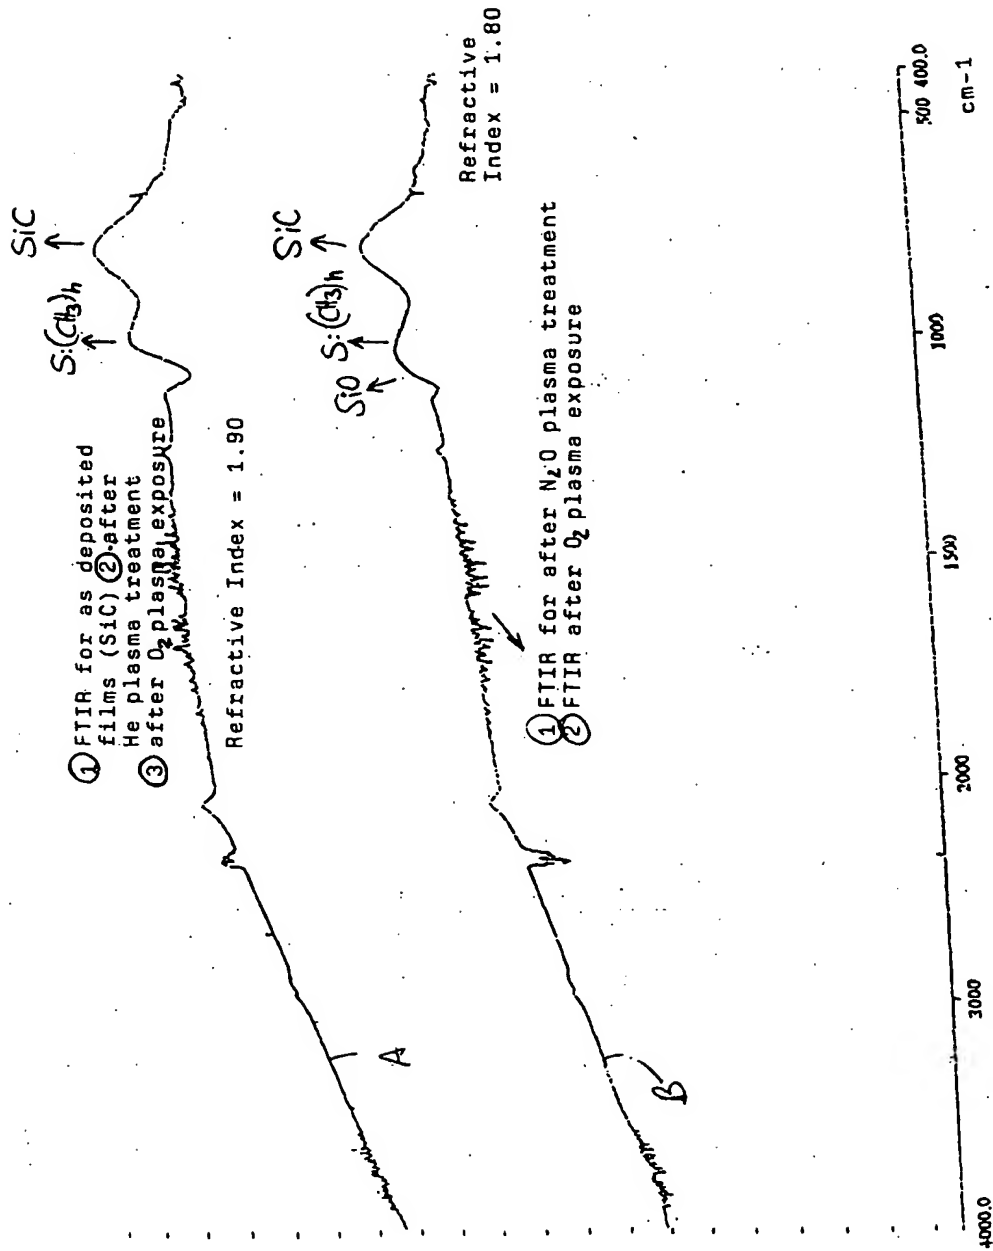 ① FTIR for as deposited
films (SiC) ② after
He plasma treatment
③ after O₂ plasma exposure
Refractive Index = 1.90
S:(CH3)h
SiC
A
① FTIR for after N₂O plasma treatment
② FTIR after O₂ plasma exposure
SiO
S:(CH3)h
SiC
Refractive
Index = 1.80
B
4000.0
3000
2000
1500
1000
500
400.0
cm-1